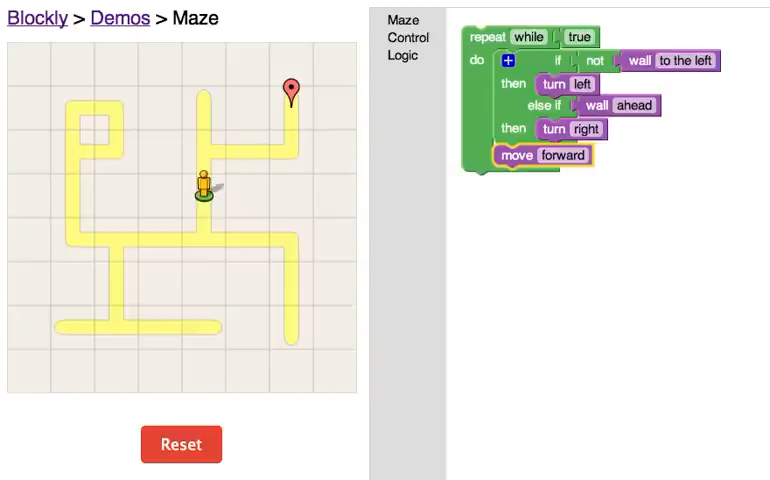 Blockly > Demos > Maze
Reset
Maze
Control
Logic
repeat while true
do if not wall to the left
then turn left
else if wall ahead
then turn right
move forward